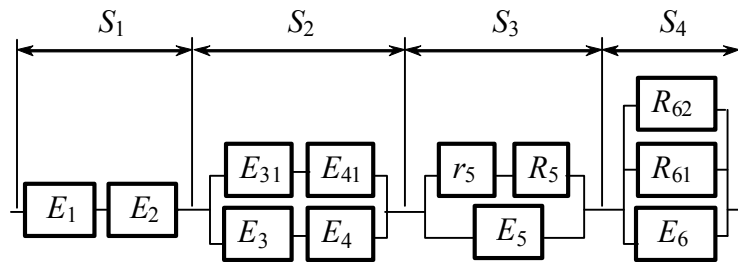 S₁ S₂ S₃ S₄
R₆₂
E₃₁ E₄₁ r₅ R₅ R₆₁
E₁ E₂ E₃ E₄ E₅ E₆